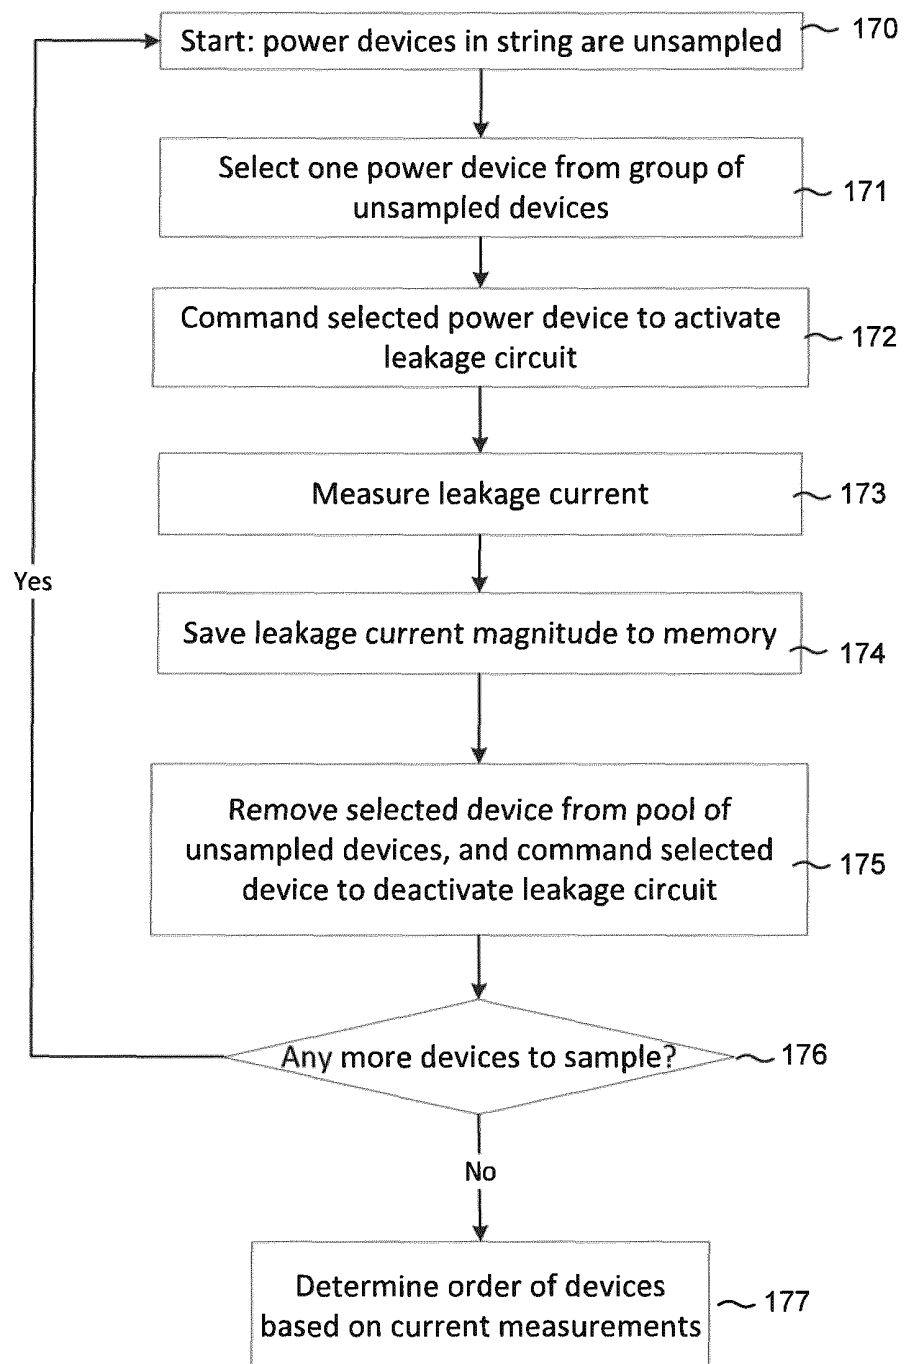 Start: power devices in string are unsampled
170
Select one power device from group of
unsampled devices
171
Command selected power device to activate
leakage circuit
172
Measure leakage current
173
Yes
Save leakage current magnitude to memory
174
Remove selected device from pool of
unsampled devices, and command selected
device to deactivate leakage circuit
175
Any more devices to sample?
176
No
Determine order of devices
based on current measurements
177